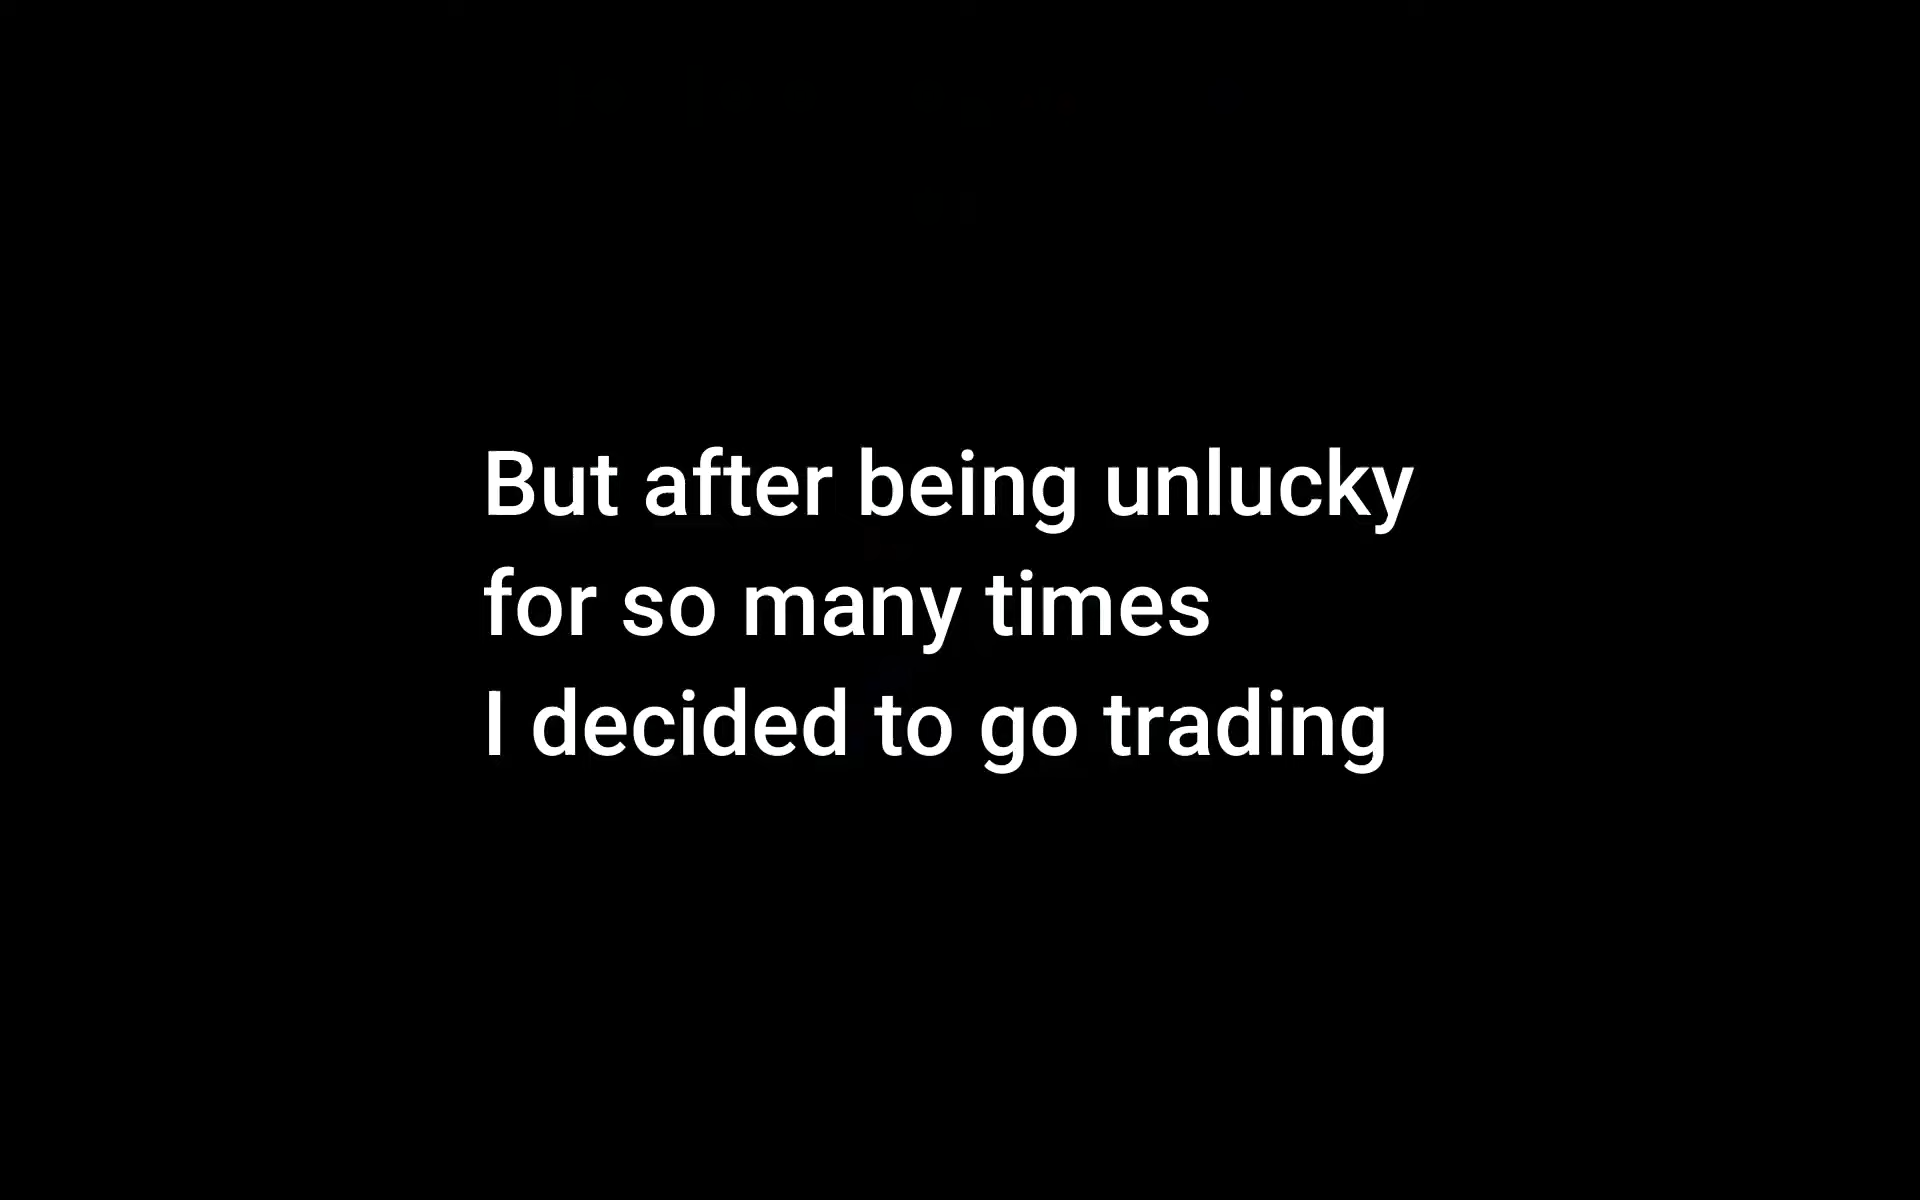 But after being unlucky
for so many times
I decided to go trading